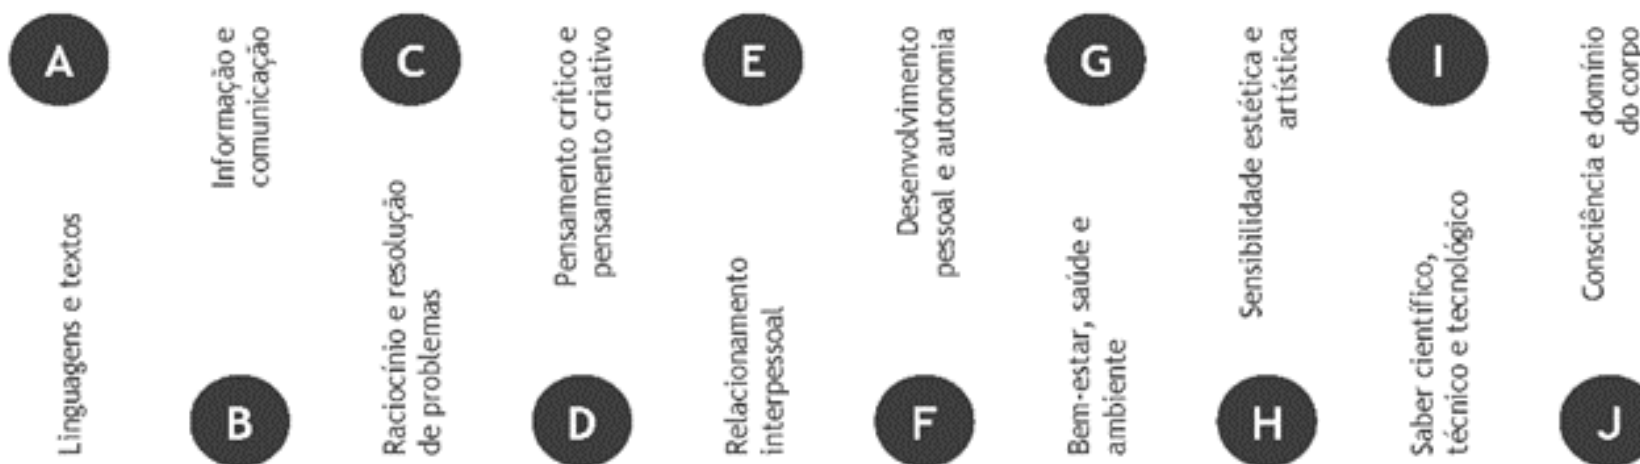 A
Linguagens e textos
Informação e
comunicação
B
C
Raciocínio e resolução
de problemas
Pensamento crítico e
pensamento criativo
D
E
Relacionamento
interpessoal
Desenvolvimento
pessoal e autonomia
F
G
Bem-estar, saúde e
ambiente
Sensibilidade estética e
artística
H
I
Saber científico,
técnico e tecnológico
Consciência e domínio
do corpo
J